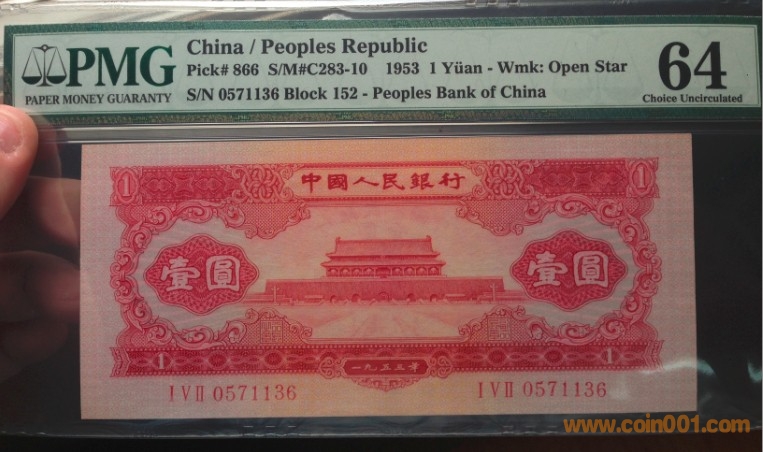 PMG
PAPER MONEY GUARANTY
China / Peoples Republic
Pick# 866 S/M#C283-10 1953 1 Yüan - Wmk: Open Star
S/N 0571136 Block 152 - Peoples Bank of China
64
Choice Uncirculated
1 中國人民銀行 1
壹圓 壹圓
1 一九五三年 1
I V II 0571136 I V II 0571136
www.coin001.com